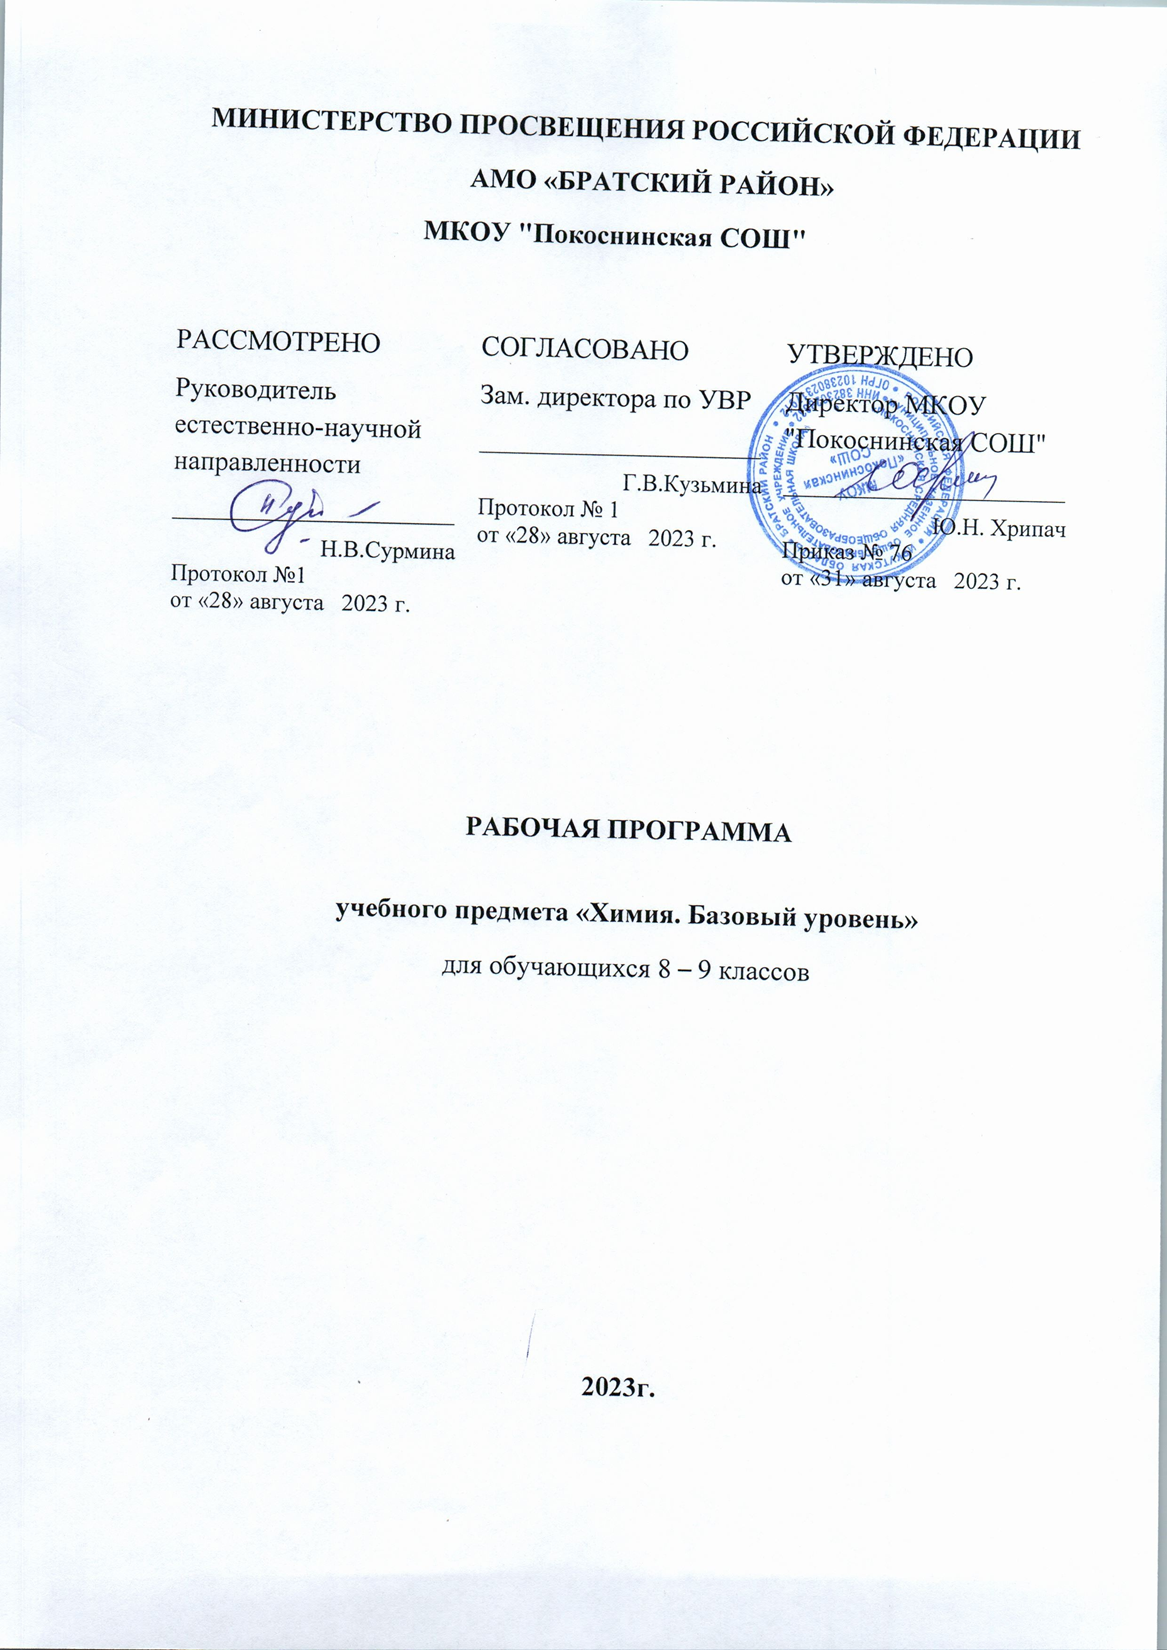 МИНИСТЕРСТВО ПРОСВЕЩЕНИЯ РОССИЙСКОЙ ФЕДЕРАЦИИ
АМО «БРАТСКИЙ РАЙОН»
МКОУ "Покоснинская СОШ"
РАССМОТРЕНО
Руководитель
естественно-научной
направленности
Н.В.Сурмина
Протокол №1
от «28» августа 2023 г.
СОГЛАСОВАНО
Зам. директора по УВР
Г.В.Кузьмина
Протокол № 1
от «28» августа 2023 г.
УТВЕРЖДЕНО
Директор МКОУ
"Покоснинская СОШ"
Ю.Н. Хрипач
Приказ № 76
от «31» августа 2023 г.
МКОУ
«Покоснинская
СОШ»
РАБОЧАЯ ПРОГРАММА
учебного предмета «Химия. Базовый уровень»
для обучающихся 8 – 9 классов
2023г.